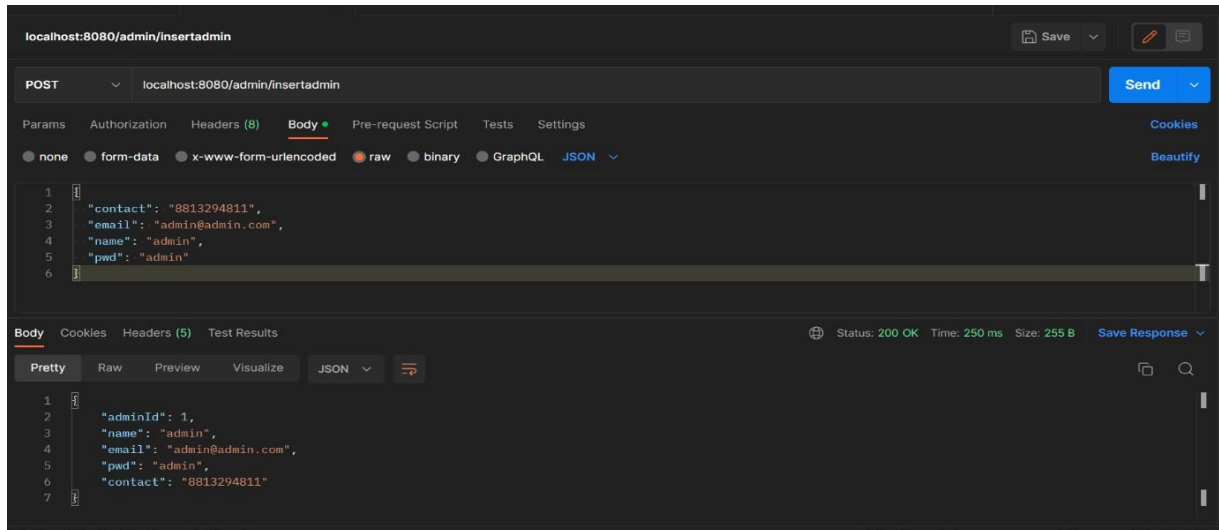 localhost:8080/admin/insertadmin Save
POST localhost:8080/admin/insertadmin Send
Params Authorization Headers (8) Body Pre-request Script Tests Settings Cookies
none form-data x-www-form-urlencoded raw binary GraphQL JSON Beautify
1 {
2 "contact": "8813294811",
3 "email": "admin@admin.com",
4 "name": "admin",
5 "pwd": "admin"
6 }
Body Cookies Headers (5) Test Results Status: 200 OK Time: 250 ms Size: 255 B Save Response
Pretty Raw Preview Visualize JSON
1 {
2 "adminId": 1,
3 "name": "admin",
4 "email": "admin@admin.com",
5 "pwd": "admin",
6 "contact": "8813294811"
7 }